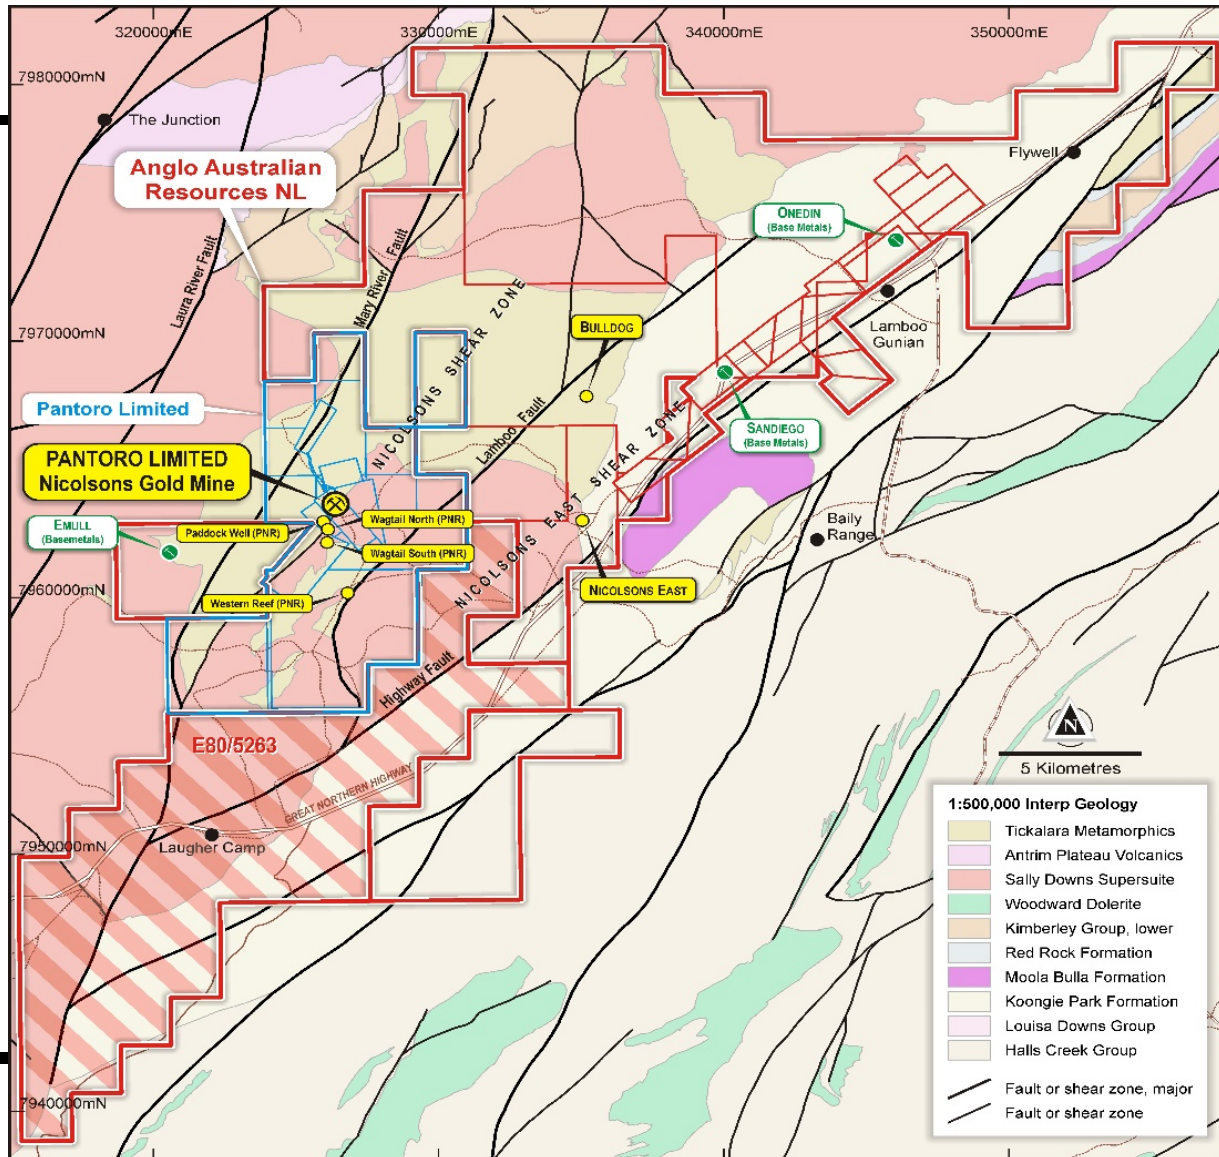 320000mE
330000mE
340000mE
350000mE
7980000mN
The Junction
Flywell
Anglo Australian
Resources NL
ONEDIN
(Base Metals)
Laura River Fault
Mary River Fault
NICOLSONS SHEAR ZONE
Lamboo
Gunian
BULLDOG
7970000mN
Lamboo Fault
Pantoro Limited
SANDIEGO
(Base Metals)
PANTORO LIMITED
Nicolsons Gold Mine
NICOLSONS EAST SHEAR ZONE
EMULL
(Basemetals)
Paddock Well (PNR)
Wagtail North (PNR)
Wagtail South (PNR)
Baily
Range
7960000mN
Western Reef (PNR)
NICOLSONS EAST
Highway Fault
E80/5263
N
5 Kilometres
GREAT NORTHERN HIGHWAY
Laugher Camp
7950000mN
7940000mN
1:500,000 Interp Geology
Tickalara Metamorphics
Antrim Plateau Volcanics
Sally Downs Supersuite
Woodward Dolerite
Kimberley Group, lower
Red Rock Formation
Moola Bulla Formation
Koongie Park Formation
Louisa Downs Group
Halls Creek Group
Fault or shear zone, major
Fault or shear zone